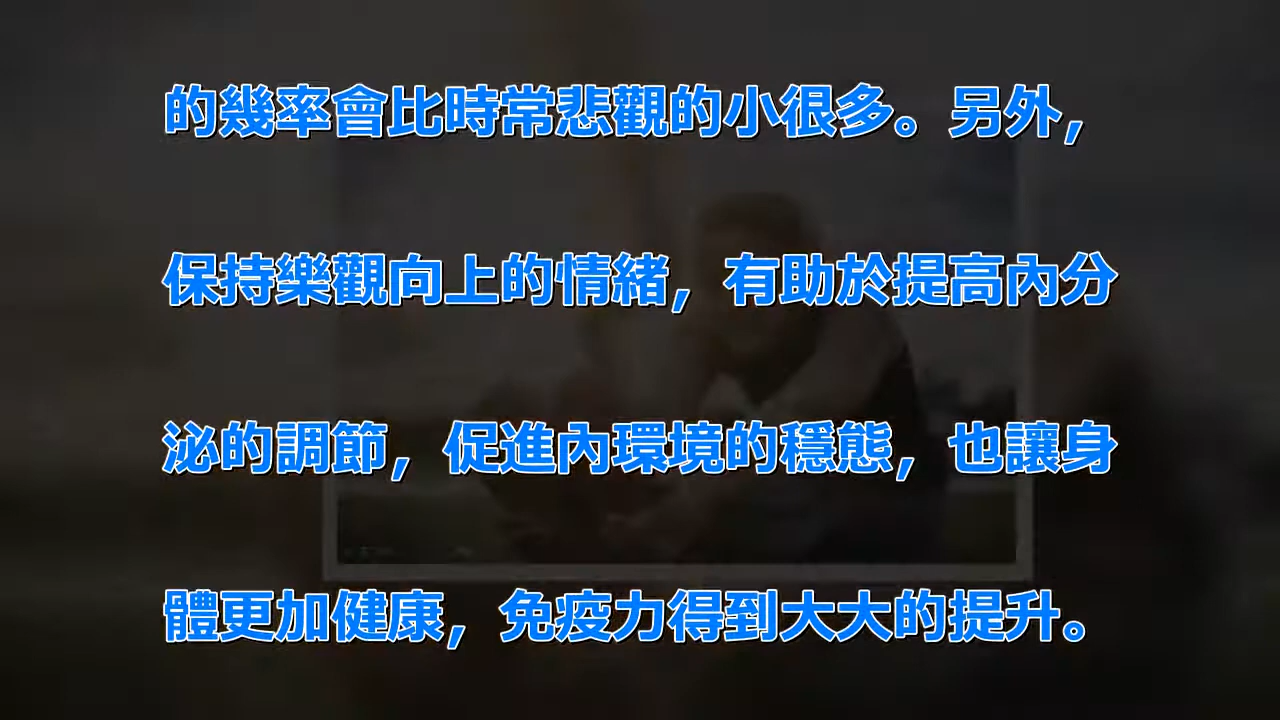 的幾率會比時常悲觀的小很多。另外，
保持樂觀向上的情緒，有助於提高內分
泌的調節，促進內環境的穩態，也讓身
體更加健康，免疫力得到大大的提升。